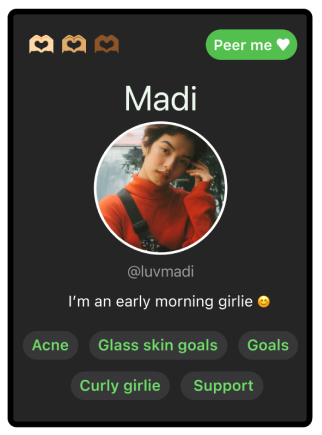 Peer me 🤍
Madi
@luvmadi
I’m an early morning girlie 😊
Acne
Glass skin goals
Goals
Curly girlie
Support